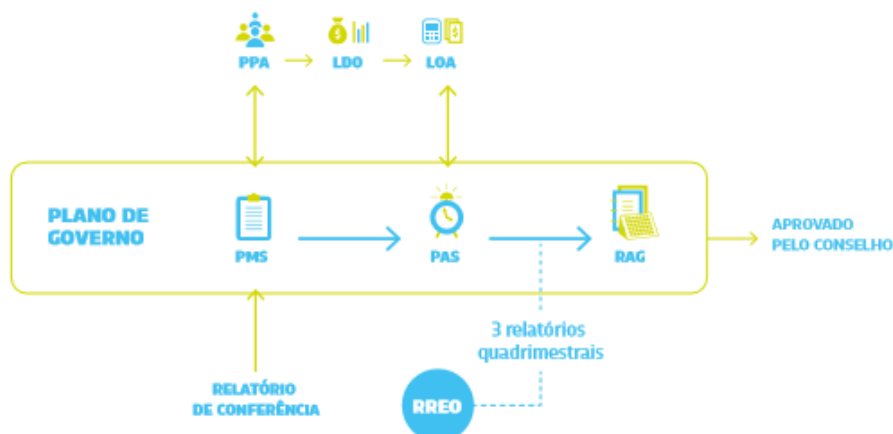 PPA
LDO
LOA
PLANO DE
GOVERNO
PMS
PAS
RAG
APROVADO
PELO CONSELHO
3 relatórios
quadrimestrais
RELATÓRIO
DE CONFERÊNCIA
RREO